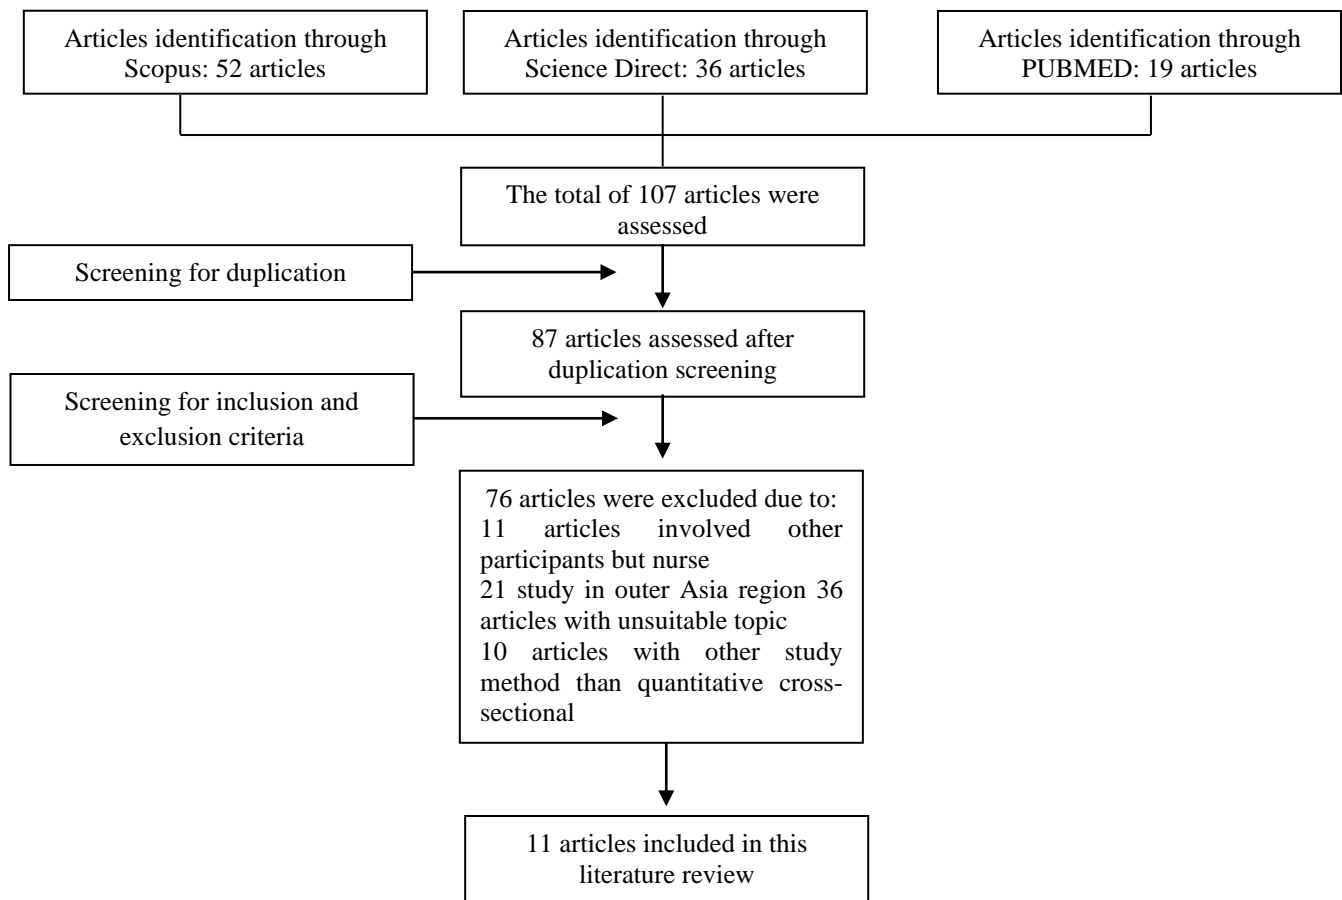 Articles identification through
Scopus: 52 articles
Articles identification through
Science Direct: 36 articles
Articles identification through
PUBMED: 19 articles
The total of 107 articles were
assessed
Screening for duplication
87 articles assessed after
duplication screening
Screening for inclusion and
exclusion criteria
76 articles were excluded due to:
11 articles involved other
participants but nurse
21 study in outer Asia region 36
articles with unsuitable topic
10 articles with other study
method than quantitative cross-
sectional
11 articles included in this
literature review